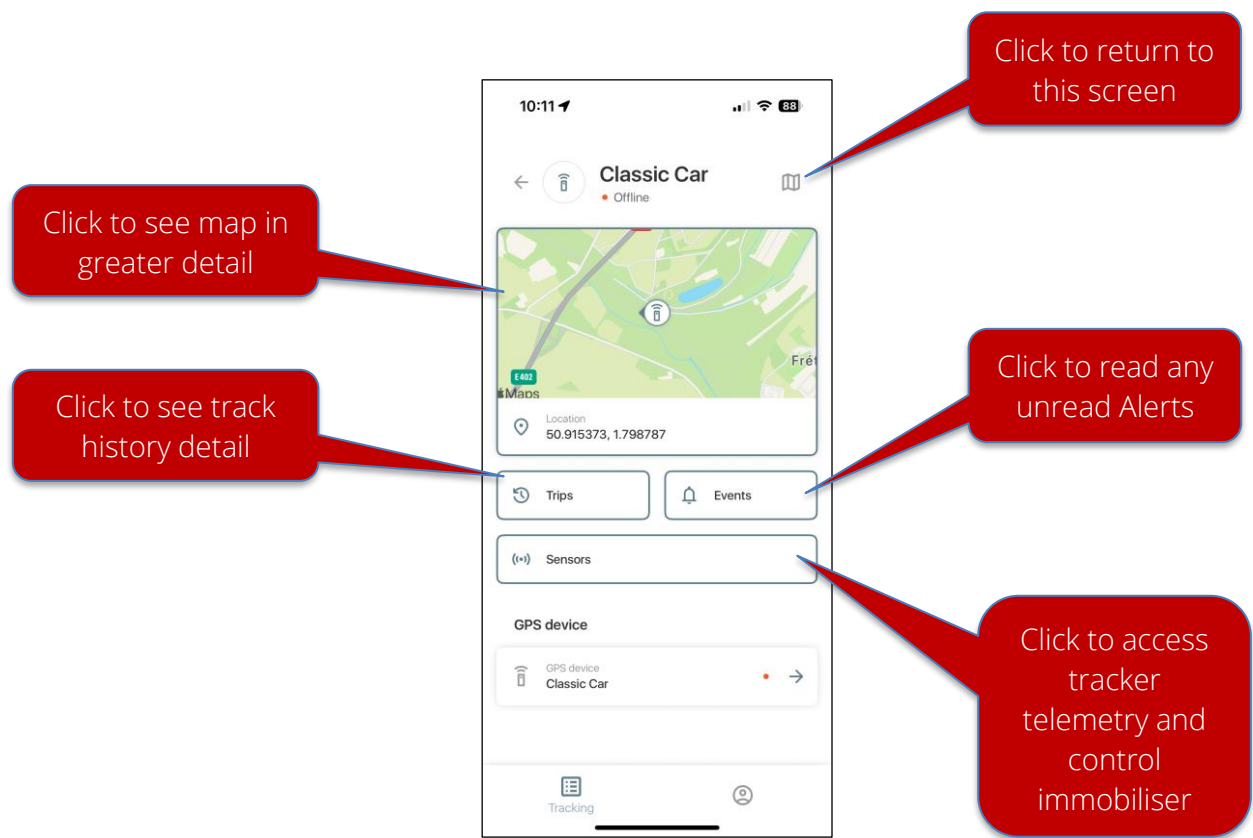 Click to return to
this screen
10:11
88
Classic Car
Offline
Click to see map in
greater detail
Frét
E402
Maps
Location
50.915373, 1.798787
Click to see track
history detail
Click to read any
unread Alerts
Trips
Events
Sensors
GPS device
GPS device
Classic Car
Click to access
tracker
telemetry and
control
immobiliser
Tracking